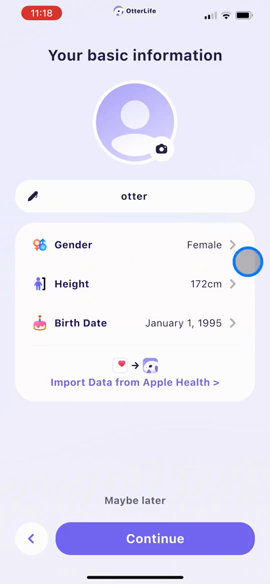 11:18
OtterLife
Your basic information
otter
Gender Female
Height 172cm
Birth Date January 1, 1995
Import Data from Apple Health >
Maybe later
Continue